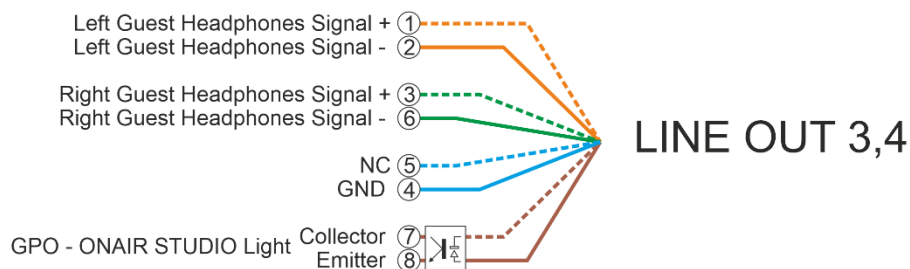 Left Guest Headphones Signal + ①
Left Guest Headphones Signal - ②
Right Guest Headphones Signal + ③
Right Guest Headphones Signal - ⑥
LINE OUT 3,4
NC ⑤
GND ④
GPO - ONAIR STUDIO Light
Collector ⑦
Emitter ⑧